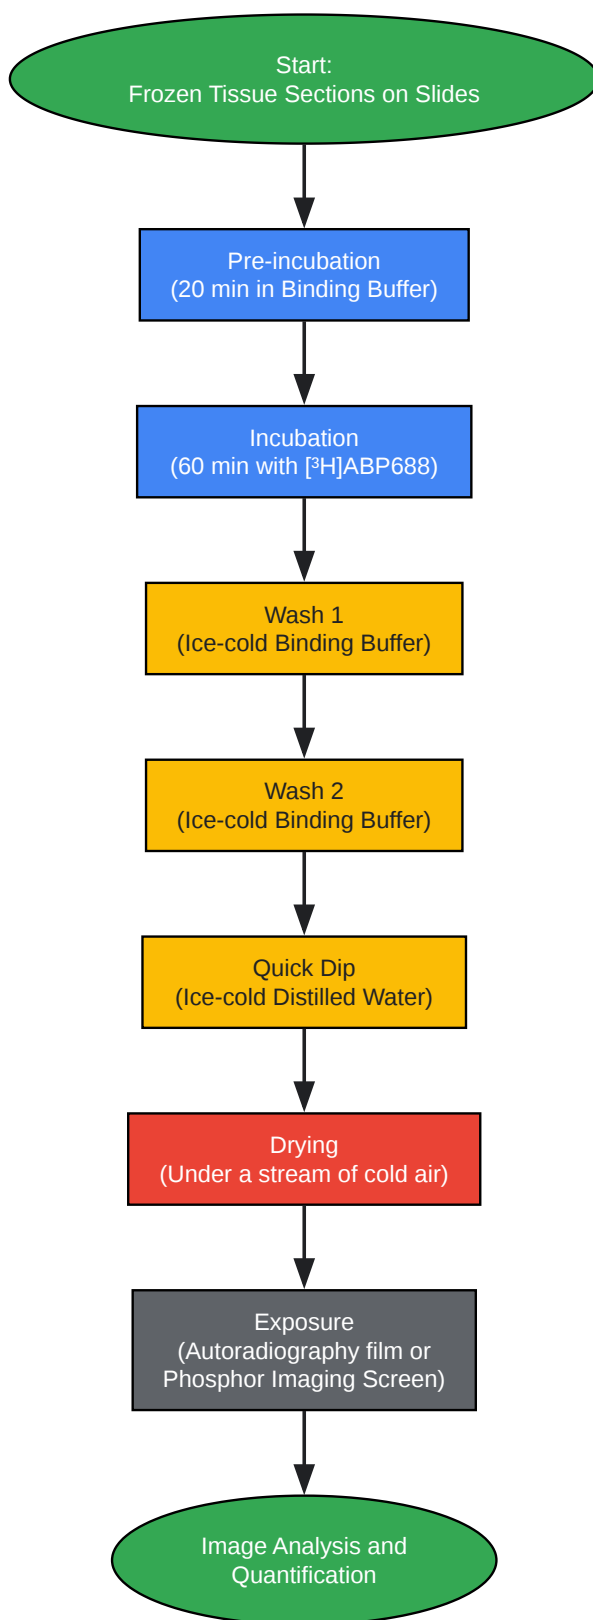 Start:
Frozen Tissue Sections on Slides
Pre-incubation
(20 min in Binding Buffer)
Incubation
(60 min with [³H]ABP688)
Wash 1
(Ice-cold Binding Buffer)
Wash 2
(Ice-cold Binding Buffer)
Quick Dip
(Ice-cold Distilled Water)
Drying
(Under a stream of cold air)
Exposure
(Autoradiography film or
Phosphor Imaging Screen)
Image Analysis and
Quantification